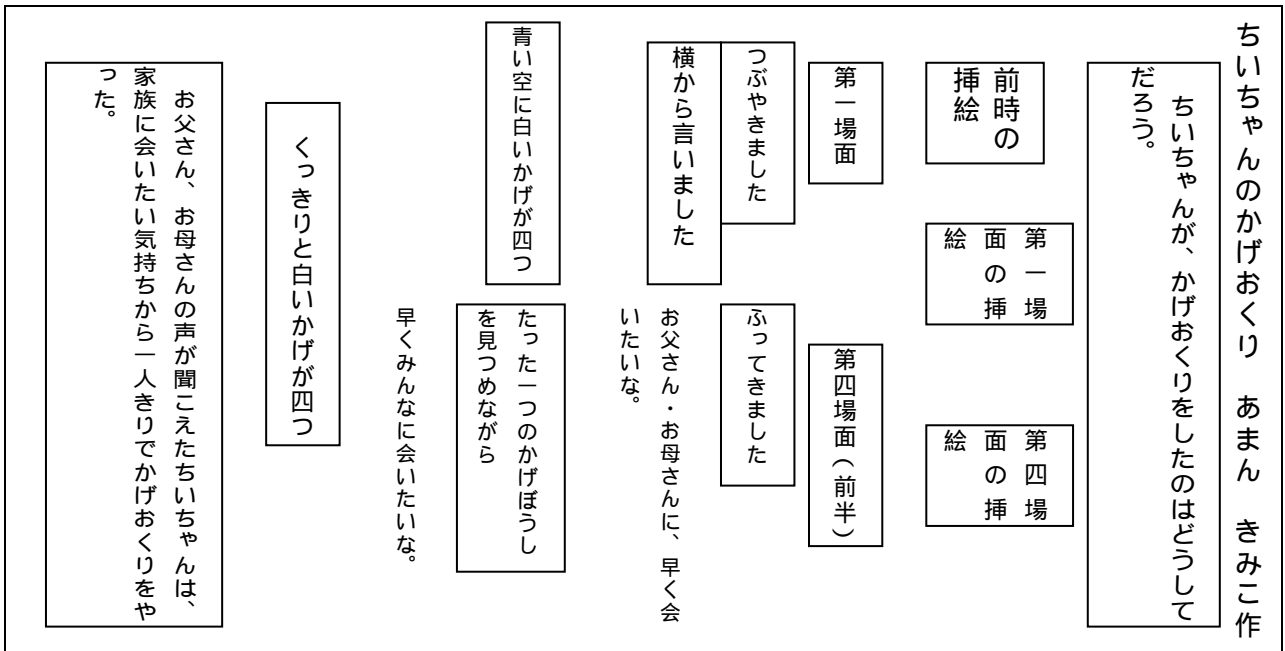 ちいちゃんのかげおくり　あまん　きみこ作
ちいちゃんが、かげおくりをしたのはどうして
だろう。
前時の
挿絵
第一場
面の挿
絵
第四場
面の挿
絵
第一場面
第四場面（前半）
つぶやきました
ふってきました
横から言いました
お父さん・お母さんに、早く会
いたいな。
青い空に白いかげが四つ
たった一つのかげぼうし
を見つめながら
早くみんなに会いたいな。
くっきりと白いかげが四つ
お父さん、お母さんの声が聞こえたちいちゃんは、
家族に会いたい気持ちから一人きりでかげおくりをや
った。